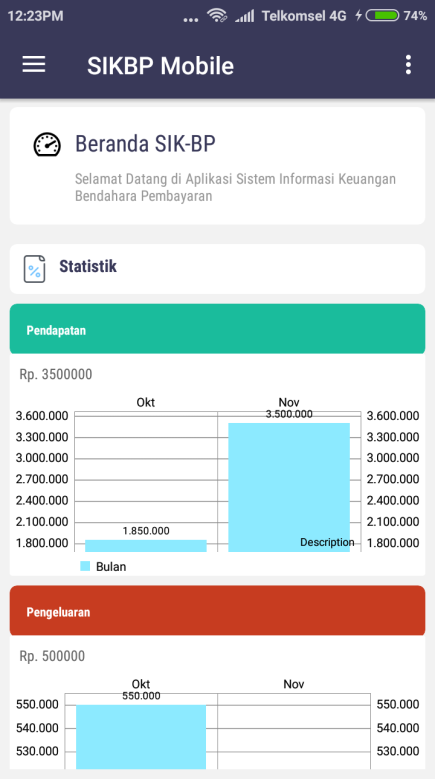 12:23PM ... Telkomsel 4G 74%
SIKBP Mobile
Beranda SIK-BP
Selamat Datang di Aplikasi Sistem Informasi Keuangan
Bendahara Pembayaran
Statistik
Pendapatan
Rp. 3500000
Okt Nov
3.600.000 3.500.000 3.600.000
3.300.000 3.300.000
3.000.000 3.000.000
2.700.000 2.700.000
2.400.000 2.400.000
2.100.000 2.100.000
1.850.000
1.800.000 Description 1.800.000
Bulan
Pengeluaran
Rp. 500000
Okt Nov
550.000
550.000 550.000
540.000 540.000
530.000 530.000